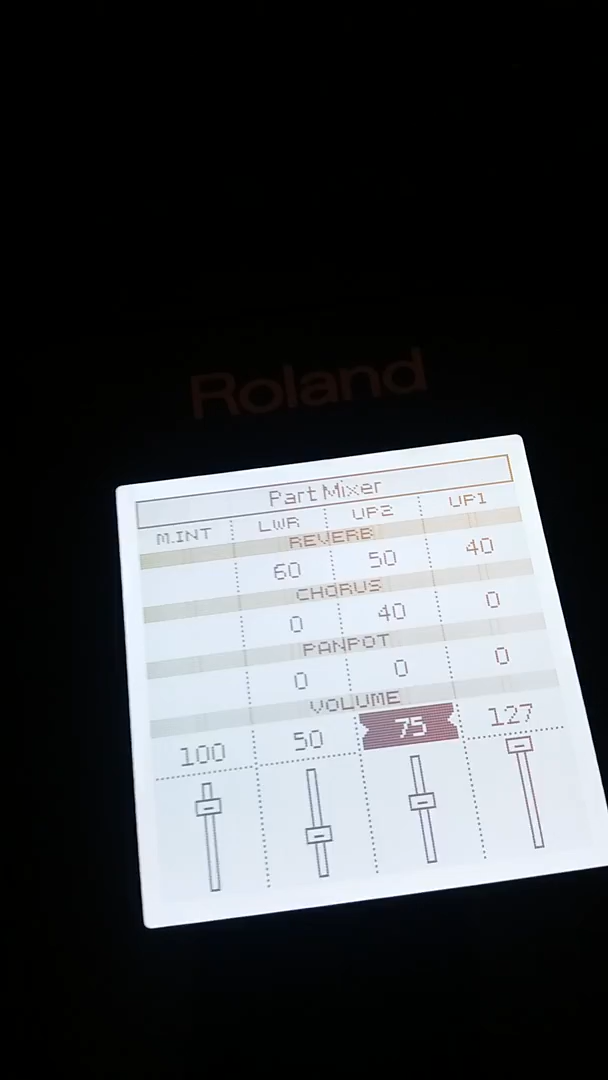 Roland
Part Mixer
M.INT LWR UP2 UP1
REVERB
60 50 40
CHORUS
0 40 0
PANPOT
0 0 0
VOLUME
100 50 75 127